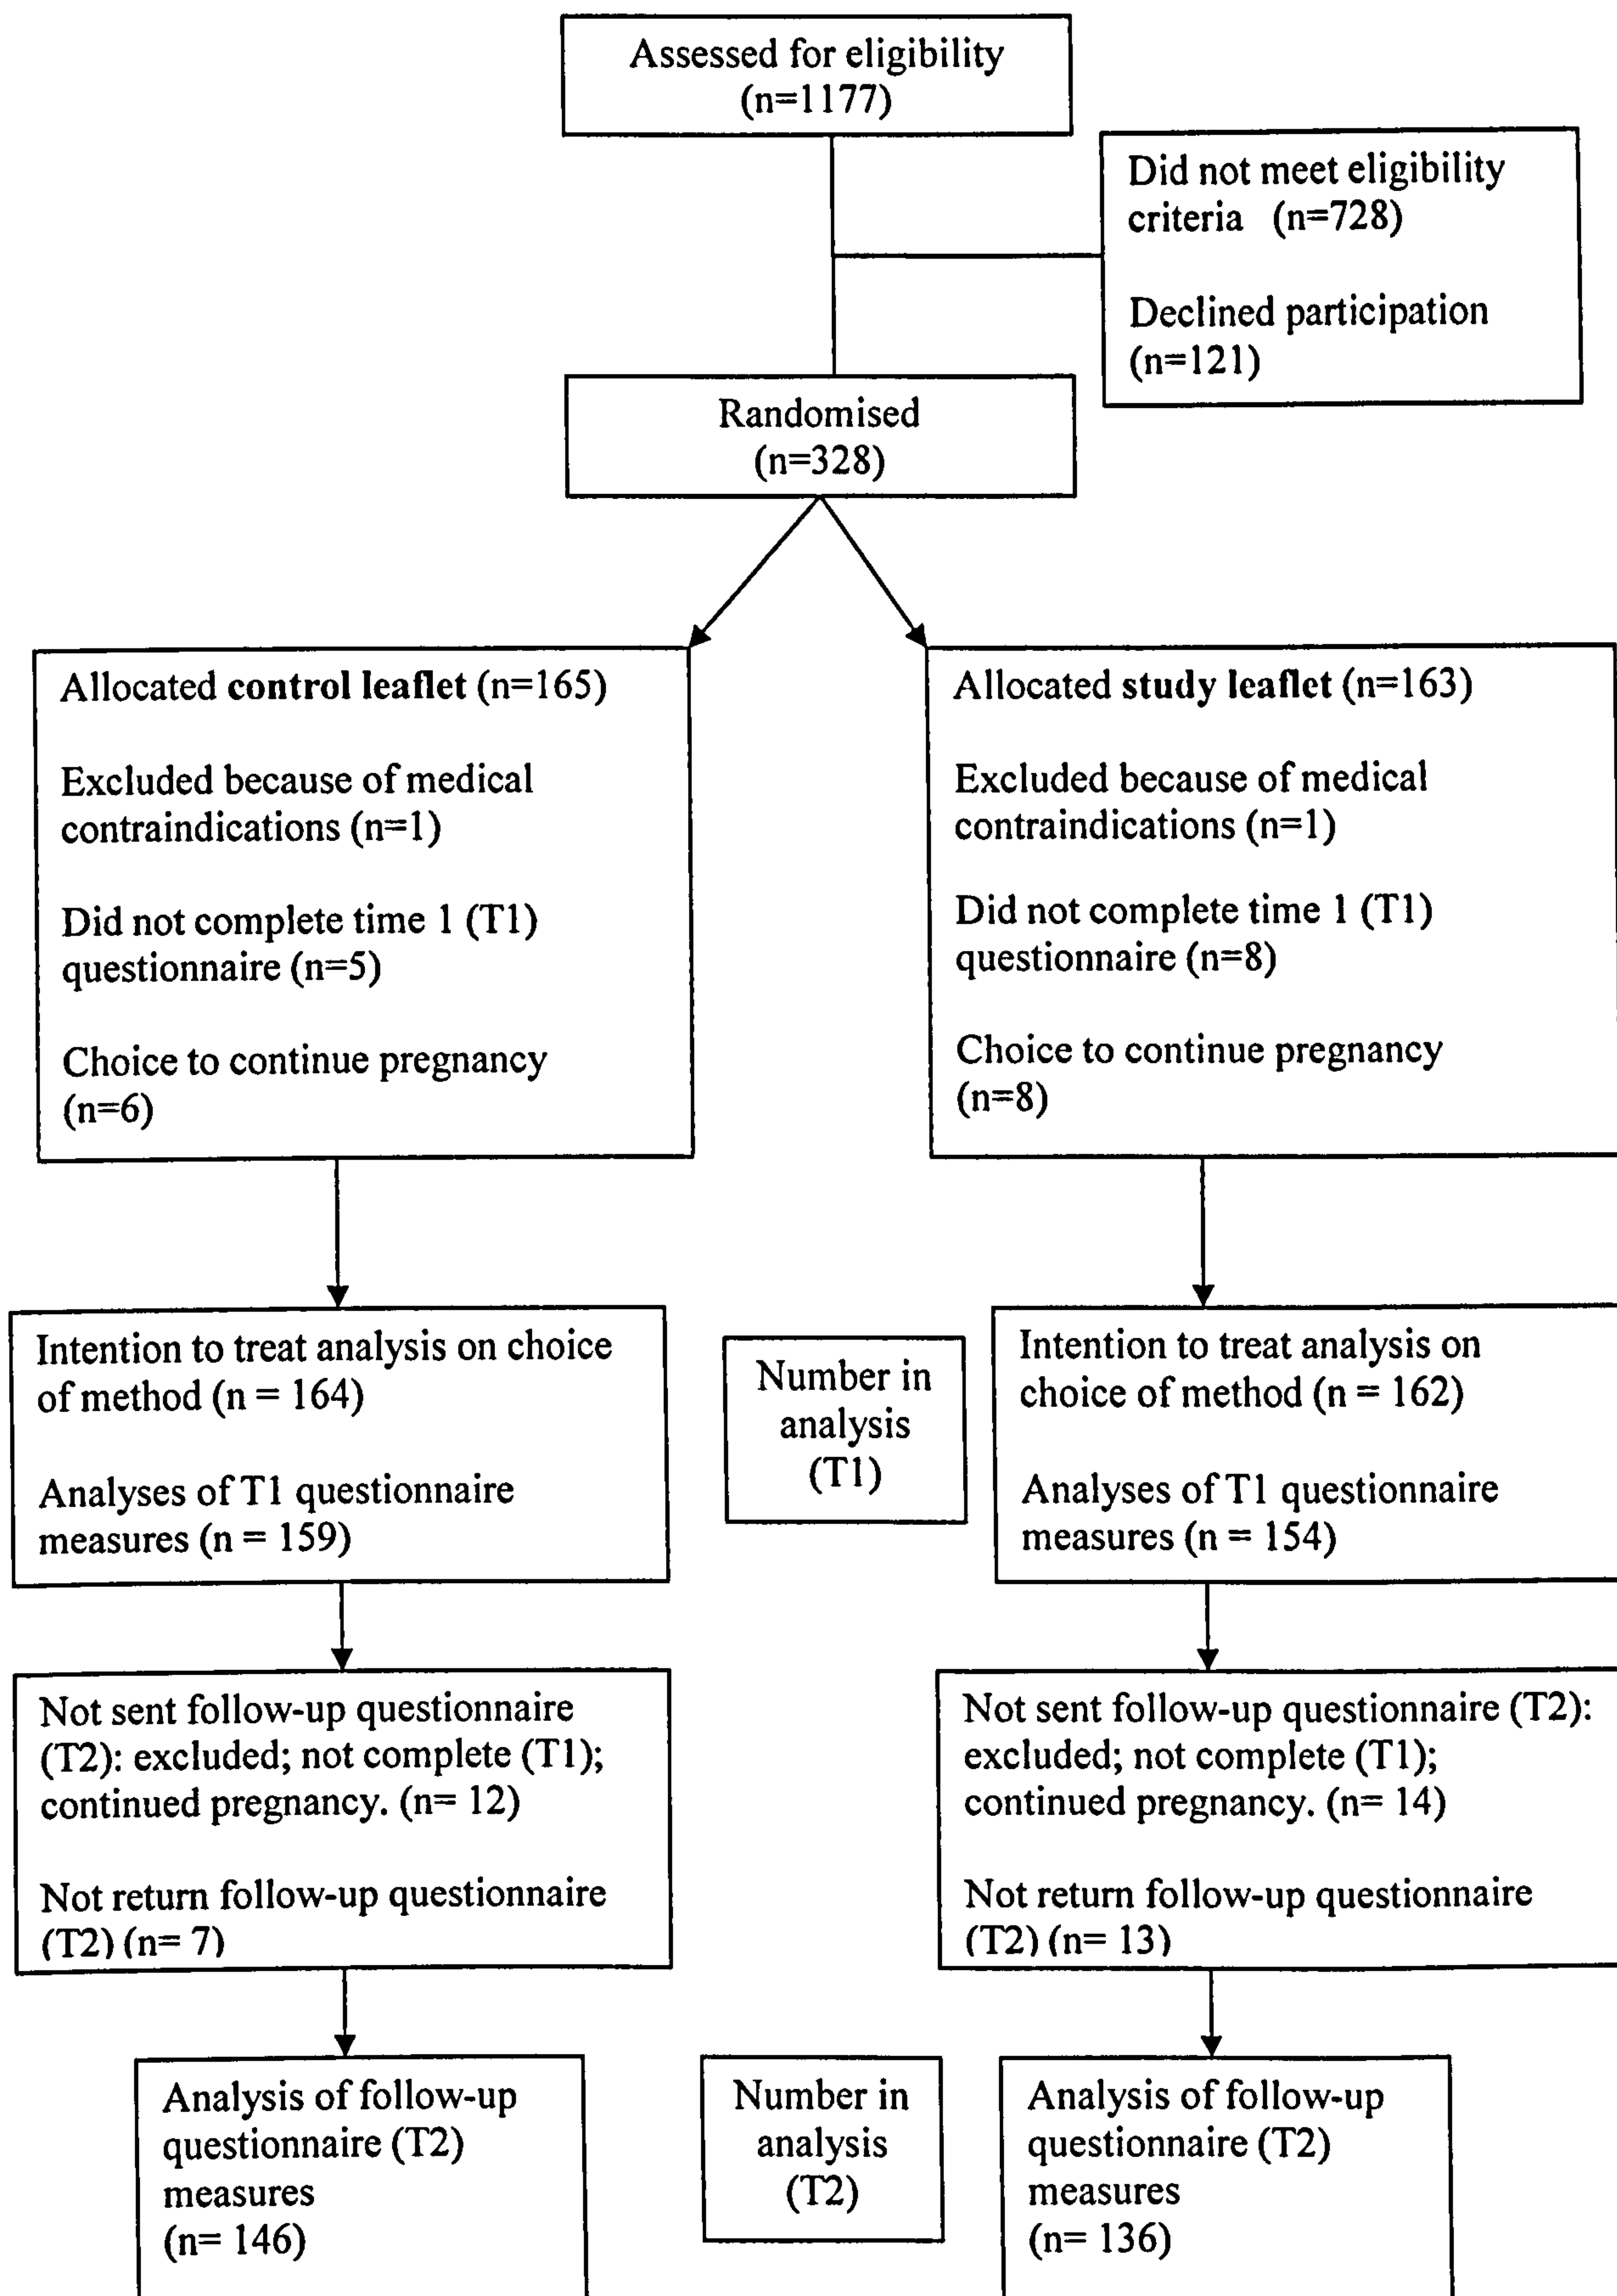 Assessed for eligibility
(n=1177)
Did not meet eligibility
criteria (n=728)
Declined participation
(n=121)
Randomised
(n=328)
Allocated control leaflet (n=165)
Excluded because of medical
contraindications (n=1)
Did not complete time 1 (T1)
questionnaire (n=5)
Choice to continue pregnancy
(n=6)
Allocated study leaflet (n=163)
Excluded because of medical
contraindications (n=1)
Did not complete time 1 (T1)
questionnaire (n=8)
Choice to continue pregnancy
(n=8)
Intention to treat analysis on choice
of method (n = 164)
Analyses of T1 questionnaire
measures (n = 159)
Number in
analysis
(T1)
Intention to treat analysis on
choice of method (n = 162)
Analyses of T1 questionnaire
measures (n = 154)
Not sent follow-up questionnaire
(T2): excluded; not complete (T1);
continued pregnancy. (n= 12)
Not return follow-up questionnaire
(T2) (n= 7)
Not sent follow-up questionnaire (T2):
excluded; not complete (T1);
continued pregnancy. (n= 14)
Not return follow-up questionnaire
(T2) (n= 13)
Analysis of follow-up
questionnaire (T2)
measures
(n= 146)
Number in
analysis
(T2)
Analysis of follow-up
questionnaire (T2)
measures
(n= 136)